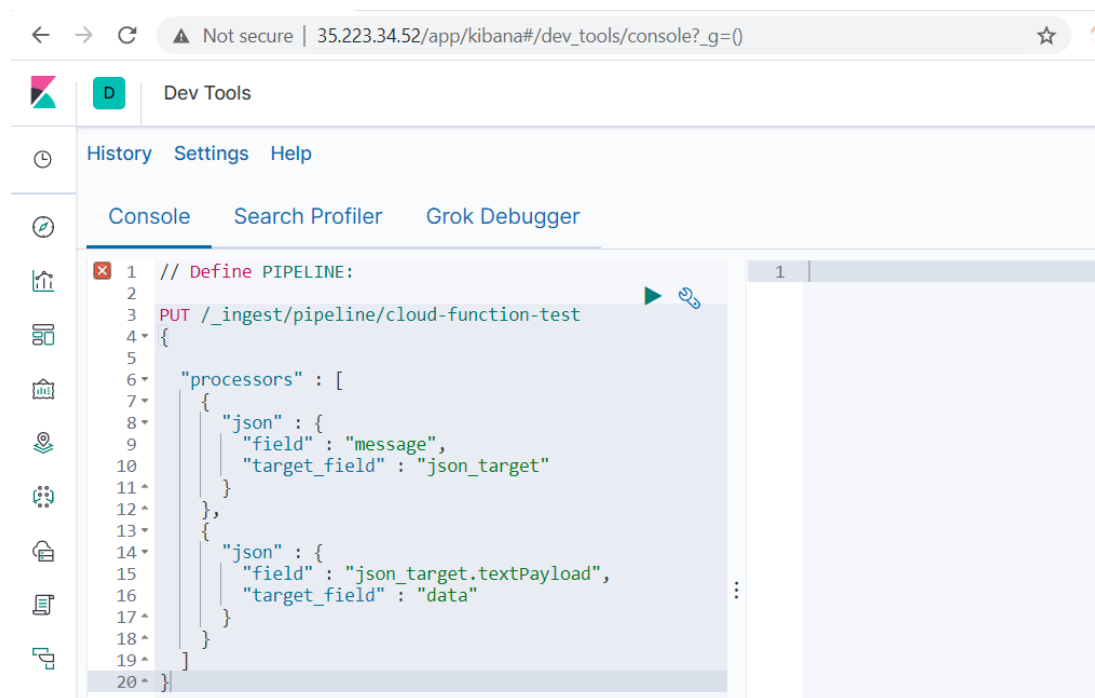 Not secure | 35.223.34.52/app/kibana#/dev_tools/console?_g=()
D Dev Tools
History Settings Help
Console Search Profiler Grok Debugger
1 // Define PIPELINE:
2
3 PUT /_ingest/pipeline/cloud-function-test
4 {
5
6 "processors" : [
7 {
8 "json" : {
9 "field" : "message",
10 "target_field" : "json_target"
11 }
12 },
13 {
14 "json" : {
15 "field" : "json_target.textPayload",
16 "target_field" : "data"
17 }
18 }
19 ]
20 }
1